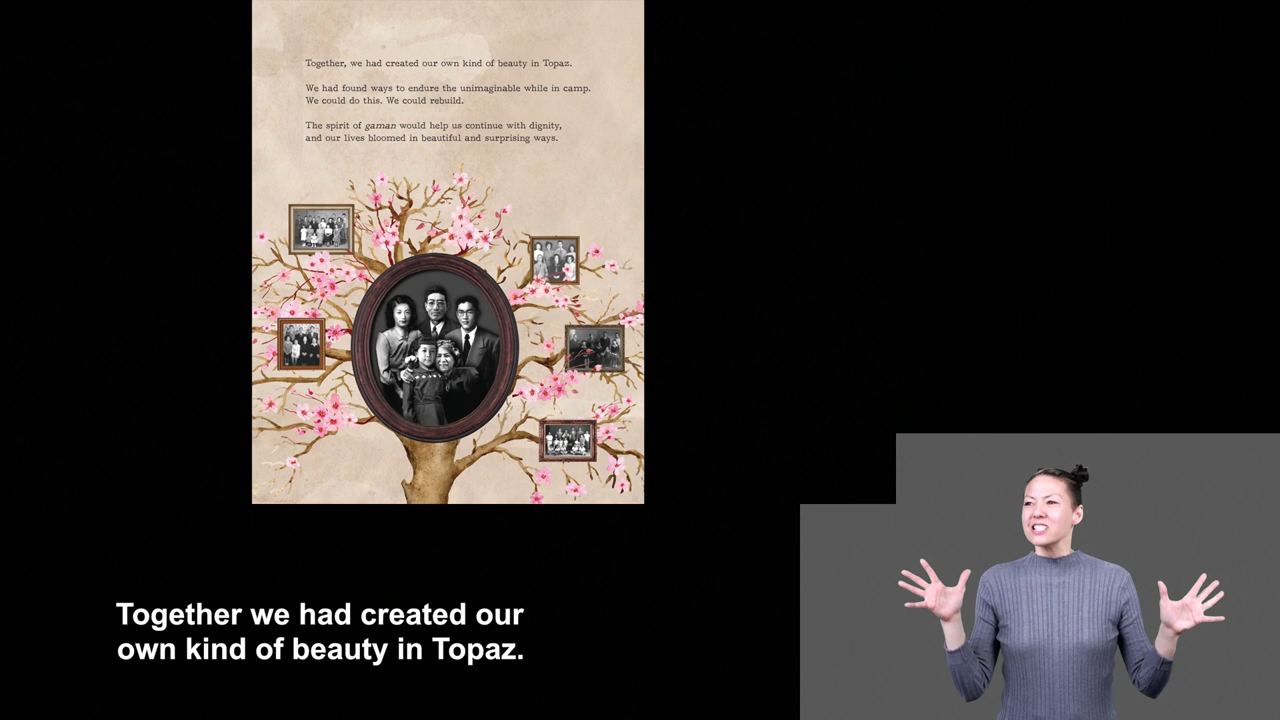 Together, we had created our own kind of beauty in Topaz.
We had found ways to endure the unimaginable while in camp.
We could do this. We could rebuild.
The spirit of gaman would help us continue with dignity,
and our lives bloomed in beautiful and surprising ways.
Together we had created our
own kind of beauty in Topaz.